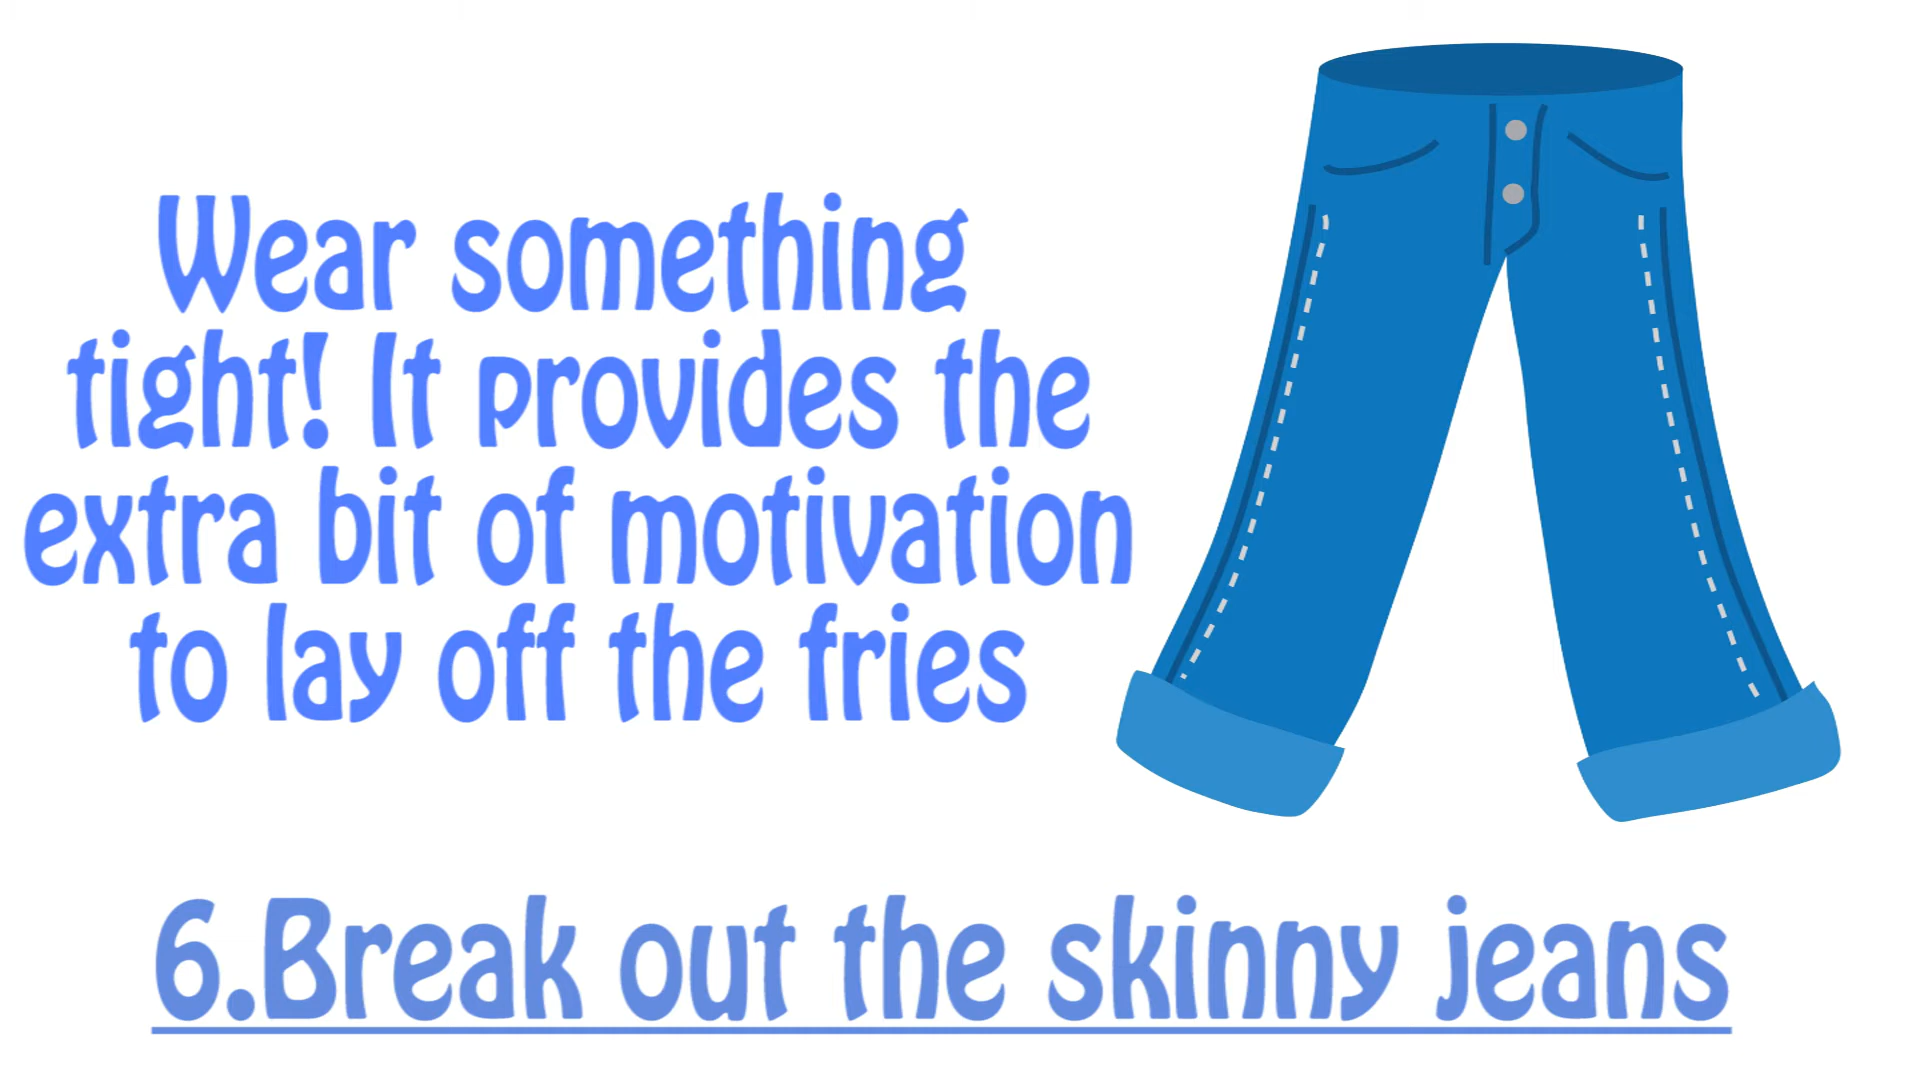 Wear something
tight! It provides the
extra bit of motivation
to lay off the fries
6.Break out the skinny jeans